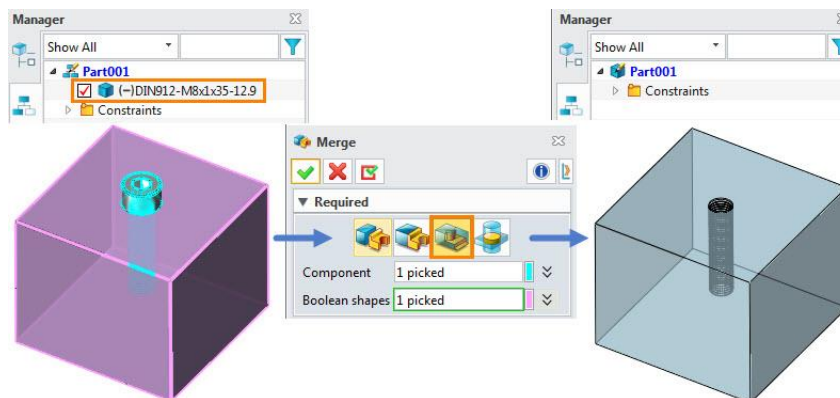 Manager
Show All
Part001
(-)DIN912-M8x1x35-12.9
Constraints
Merge
Required
Component 1 picked
Boolean shapes 1 picked
Manager
Show All
Part001
Constraints